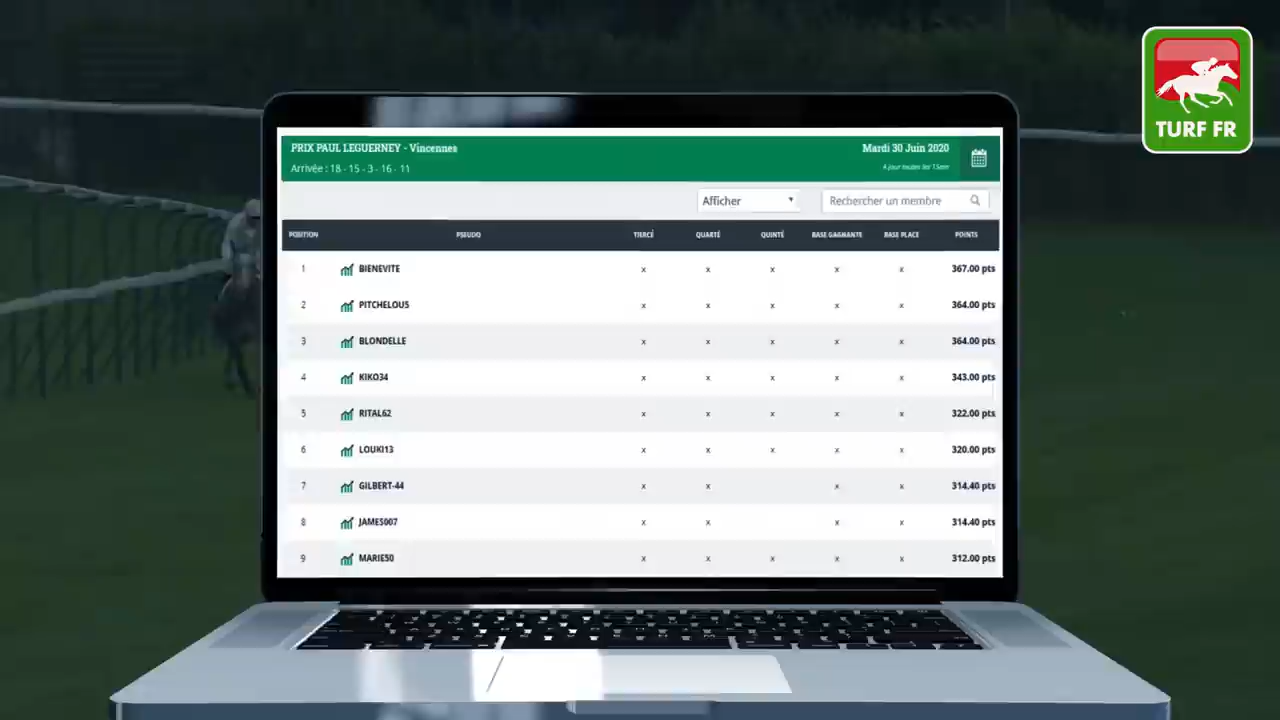 TURF FR
PRIX PAUL LEGUERNEY - Vincennes
Mardi 30 Juin 2020
Arrivée : 18 - 15 - 3 - 16 - 11
Afficher
Rechercher un membre
POSITION PSEUDO TIERCÉ QUARTÉ QUINTÉ BASE GAGNANTE BASE PLACE POINTS
1 BIENEVITE x x x x x 367.00 pts
2 PITCHELOU5 x x x x x 364.00 pts
3 BLONDELLE x x x x x 364.00 pts
4 KIKO34 x x x x x 343.00 pts
5 RITAL62 x x x x x 322.00 pts
6 LOUKI13 x x x x x 320.00 pts
7 GILBERT-44 x x x x 314.40 pts
8 JAMES007 x x x x 314.40 pts
9 MARIE50 x x x x x 312.00 pts